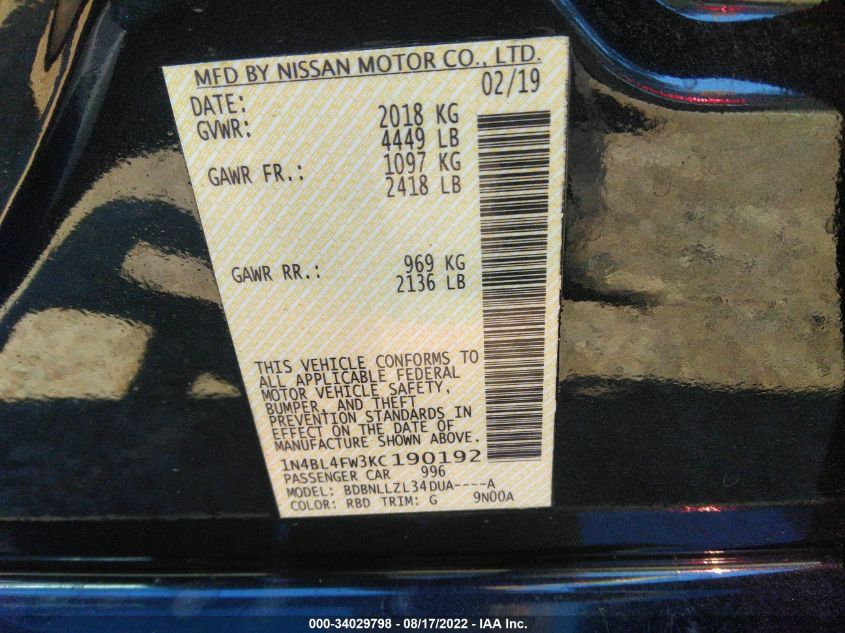 MFD BY NISSAN MOTOR CO., LTD.
DATE: 02/19
GVWR: 2018 KG
4449 LB
GAWR FR.: 1097 KG
2418 LB
GAWR RR.: 969 KG
2136 LB
THIS VEHICLE CONFORMS TO
ALL APPLICABLE FEDERAL
MOTOR VEHICLE SAFETY,
BUMPER, AND THEFT
PREVENTION STANDARDS IN
EFFECT ON THE DATE OF
MANUFACTURE SHOWN ABOVE.
1N4BL4FW3KC190192
PASSENGER CAR 996
MODEL: BDBNLLZL34DUA----A
COLOR: RBD TRIM: G 9N00A
000-34029798 - 08/17/2022 - IAA Inc.